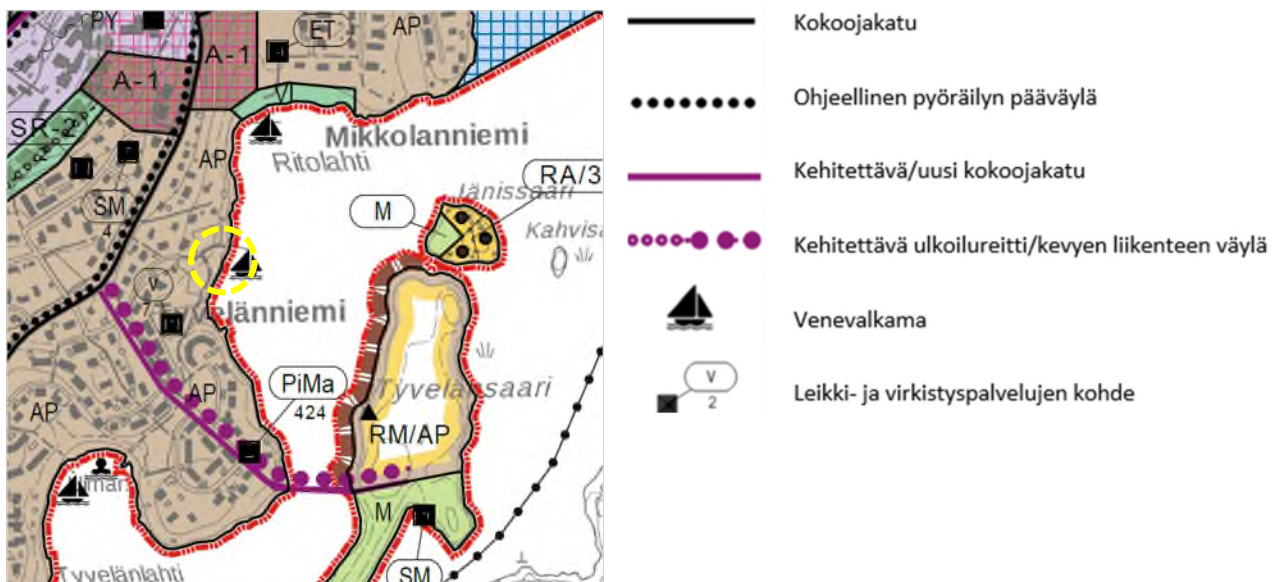 PY
ET
AP
A-1
A-1
VI
SR-2
Mikkolanniemi
Ritolahti
AP
RA/3
SM
4
M
Jänissaari
V
7
Tyvelänniemi
PiMa
424
AP
AP
Tyvelänsaari
RM/AP
M
SM
Tyvelänlahti
Kokoojakatu
Ohjeellinen pyöräilyn pääväylä
Kehitettävä/uusi kokoojakatu
Kehitettävä ulkoilureitti/kevyen liikenteen väylä
Venevalkama
V
2
Leikki- ja virkistyspalvelujen kohde